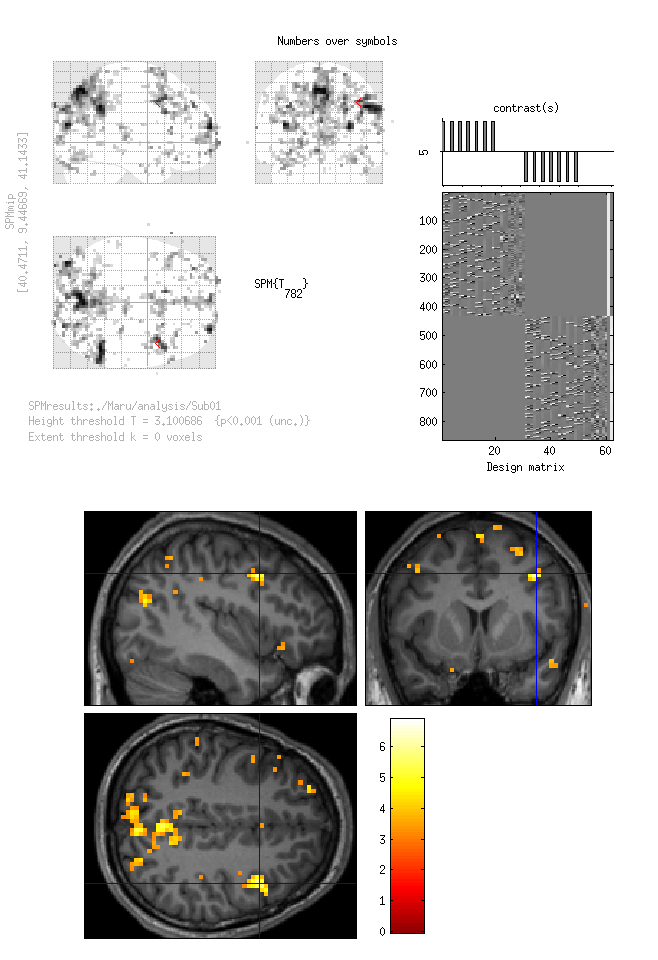 Numbers over symbols
SPMmip
[40.4711, 9.44669, 41.1433]
contrast(s)
5
SPM{T782}
100
200
300
400
500
600
700
800
20
40
60
Design matrix
SPMresults:./Maru/analysis/Sub01
Height threshold T = 3.100686 {p<0.001 (unc.)}
Extent threshold k = 0 voxels
6
5
4
3
2
1
0